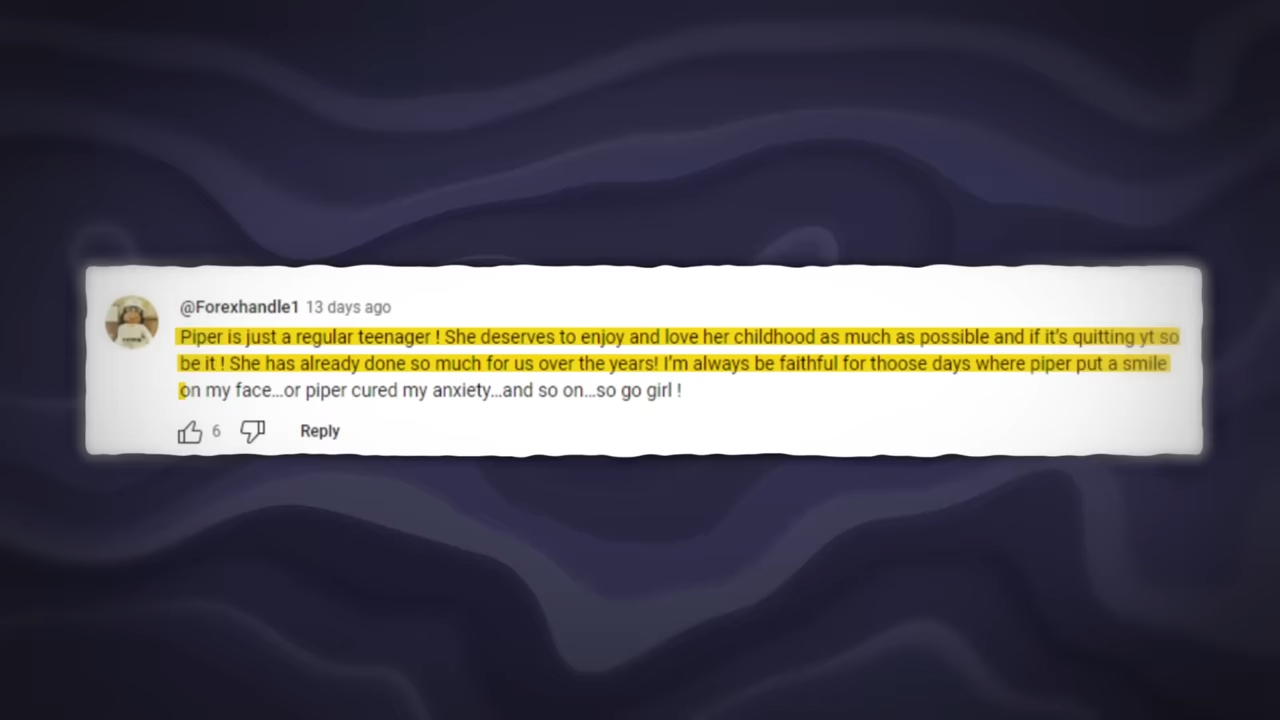 @Forexhandle1 13 days ago
Piper is just a regular teenager ! She deserves to enjoy and love her childhood as much as possible and if it's quitting yt so
be it ! She has already done so much for us over the years! I'm always be faithful for thoose days where piper put a smile
on my face...or piper cured my anxiety...and so on...so go girl !
6 Reply